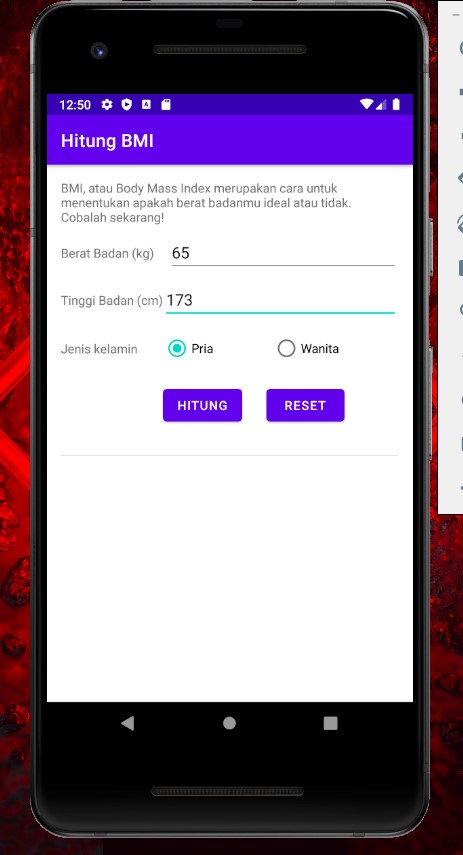 12:50
Hitung BMI
BMI, atau Body Mass Index merupakan cara untuk
menentukan apakah berat badanmu ideal atau tidak.
Cobalah sekarang!
Berat Badan (kg) 65
Tinggi Badan (cm) 173
Jenis kelamin Pria Wanita
HITUNG RESET